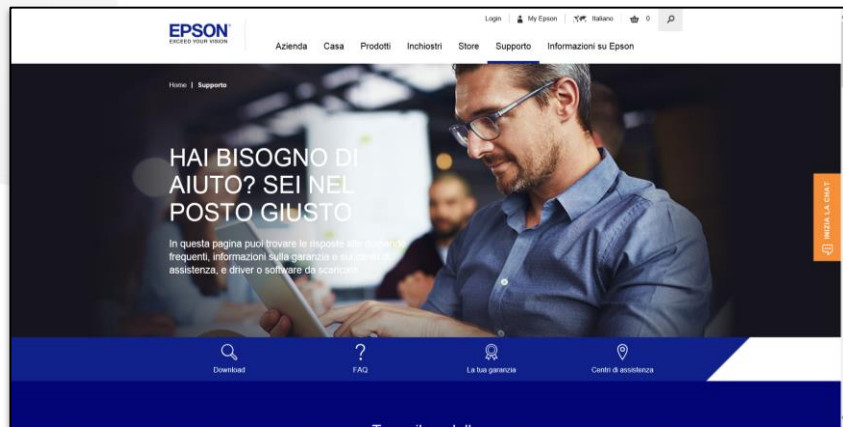 Login My Epson Italiano 0
EPSON
EXCEED YOUR VISION
Azienda Casa Prodotti Inchiostri Store Supporto Informazioni su Epson
Home | Supporto
HAI BISOGNO DI
AIUTO? SEI NEL
POSTO GIUSTO
In questa pagina puoi trovare le risposte alle domande
frequenti, informazioni sulla garanzia e sui centri di
assistenza, e driver o software da scaricare
INIZIA LA CHAT
Download FAQ La tua garanzia Centri di assistenza